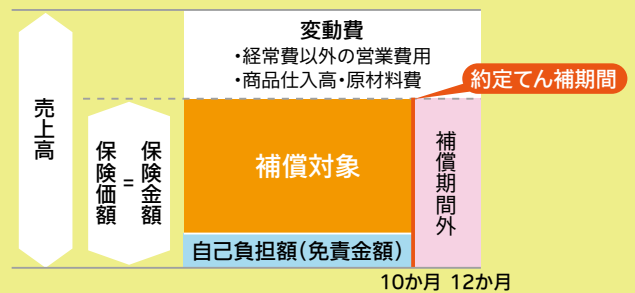 変動費
・経常費以外の営業費用
・商品仕入高・原材料費
約定てん補期間
売上高
保険価額
=
保険金額
補償対象
補償期間外
自己負担額(免責金額)
10か月 12か月